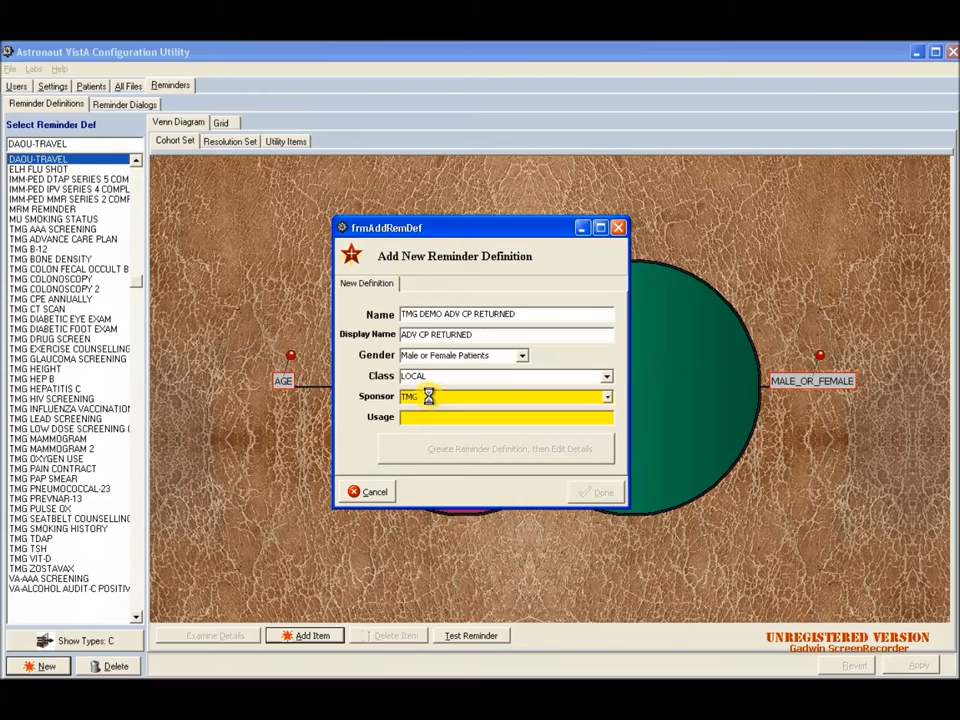 Astronaut VistA Configuration Utility
File Labs Help
Users Settings Patients All Files Reminders
Reminder Definitions Reminder Dialogs
Select Reminder Def
DAOU-TRAVEL
DAOU-TRAVEL
ELH FLU SHOT
IMM-PED DTAP SERIES 5 COM
IMM-PED IPV SERIES 4 COMPL
IMM-PED MMR SERIES 2 COMF
MRM REMINDER
MU SMOKING STATUS
TMG AAA SCREENING
TMG ADVANCE CARE PLAN
TMG B-12
TMG BONE DENSITY
TMG COLON FECAL OCCULT B
TMG COLONOSCOPY
TMG COLONOSCOPY 2
TMG CPE ANNUALLY
TMG CT SCAN
TMG DIABETIC EYE EXAM
TMG DIABETIC FOOT EXAM
TMG DRUG SCREEN
TMG EXERCISE COUNSELLING
TMG GLAUCOMA SCREENING
TMG HEIGHT
TMG HEP B
TMG HEPATITIS C
TMG HIV SCREENING
TMG INFLUENZA VACCINATION
TMG LEAD SCREENING
TMG LOW DOSE SCREENING C
TMG MAMMOGRAM
TMG MAMMOGRAM 2
TMG OXYGEN USE
TMG PAIN CONTRACT
TMG PAP SMEAR
TMG PNEUMOCOCCAL-23
TMG PREVNAR-13
TMG PULSE OX
TMG SEATBELT COUNSELLING
TMG SMOKING HISTORY
TMG TDAP
TMG TSH
TMG VIT-D
TMG ZOSTAVAX
VA-AAA SCREENING
VA-ALCOHOL AUDIT-C POSITIV
Show Types: C
New Delete
Venn Diagram Grid
Cohort Set Resolution Set Utility Items
AGE
MALE_OR_FEMALE
frmAddRemDef
Add New Reminder Definition
New Definition
Name TMG DEMO ADV CP RETURNED
Display Name ADV CP RETURNED
Gender Male or Female Patients
Class LOCAL
Sponsor TMG
Usage
Create Reminder Definition, then Edit Details
Cancel Done
Examine Details Add Item Delete Item Test Reminder
UNREGISTERED VERSION
Gadwin ScreenRecorder
Revert Apply